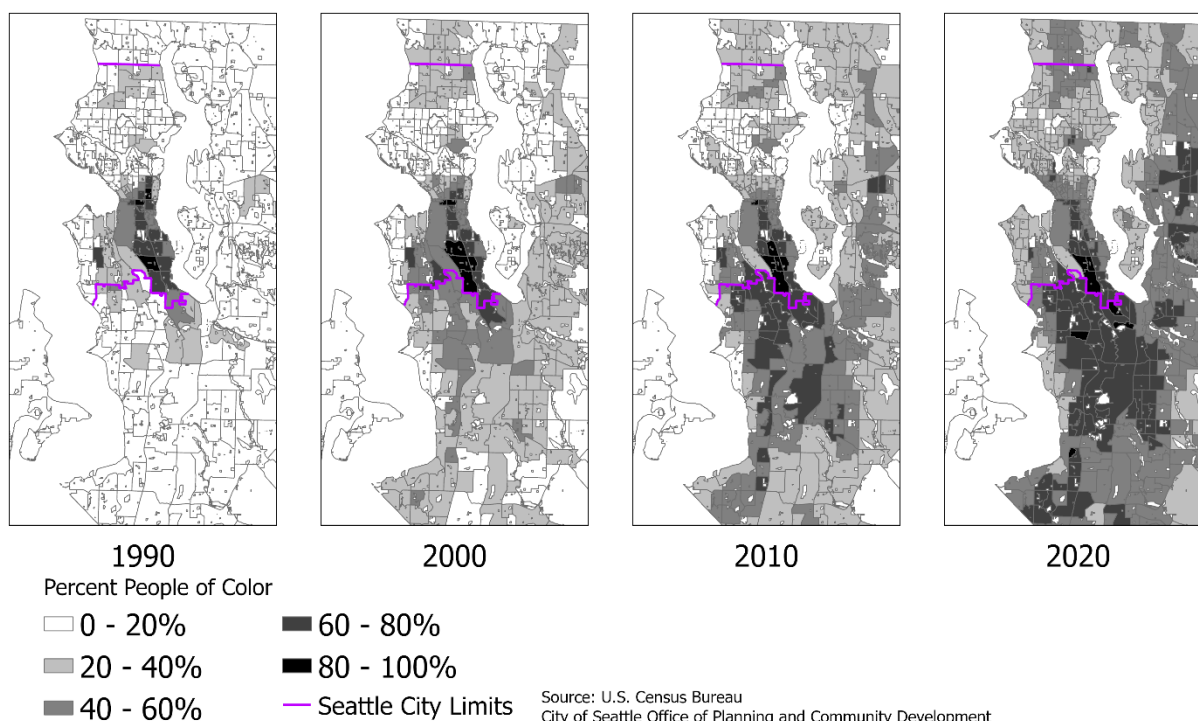 1990 2000 2010 2020
Percent People of Color
0 - 20% 60 - 80%
20 - 40% 80 - 100%
40 - 60% Seattle City Limits
Source: U.S. Census Bureau
City of Seattle Office of Planning and Community Development